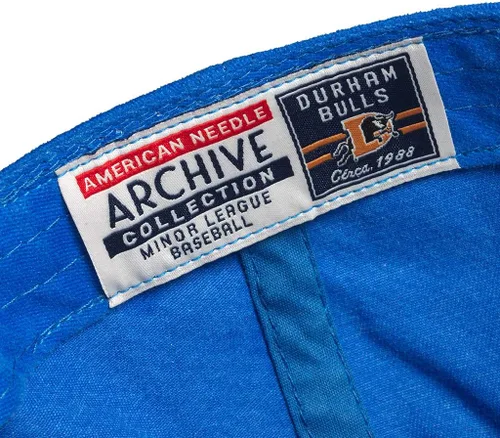 AMERICAN NEEDLE
ARCHIVE
COLLECTION
MINOR LEAGUE
BASEBALL
DURHAM
BULLS
D
Circa. 1988